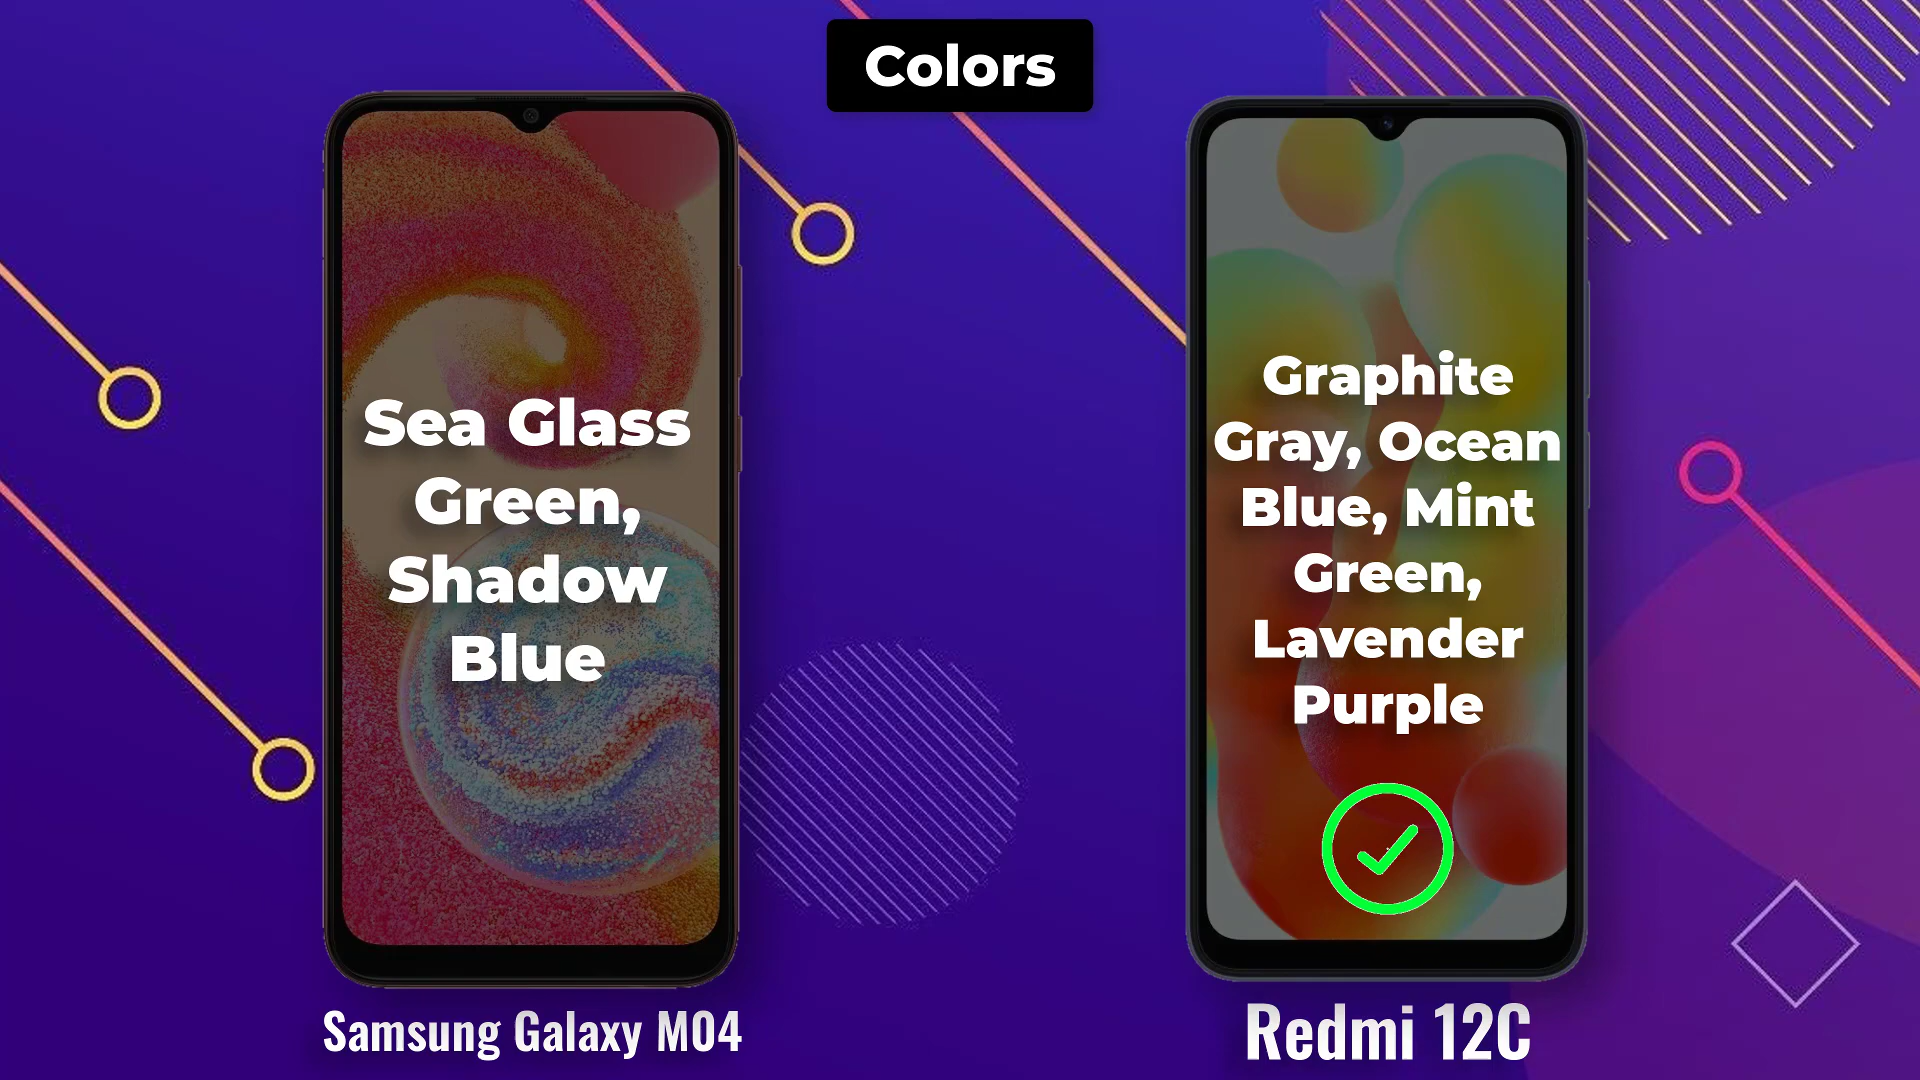 Colors
Sea Glass
Green,
Shadow
Blue
Graphite
Gray, Ocean
Blue, Mint
Green,
Lavender
Purple
Samsung Galaxy M04
Redmi 12C